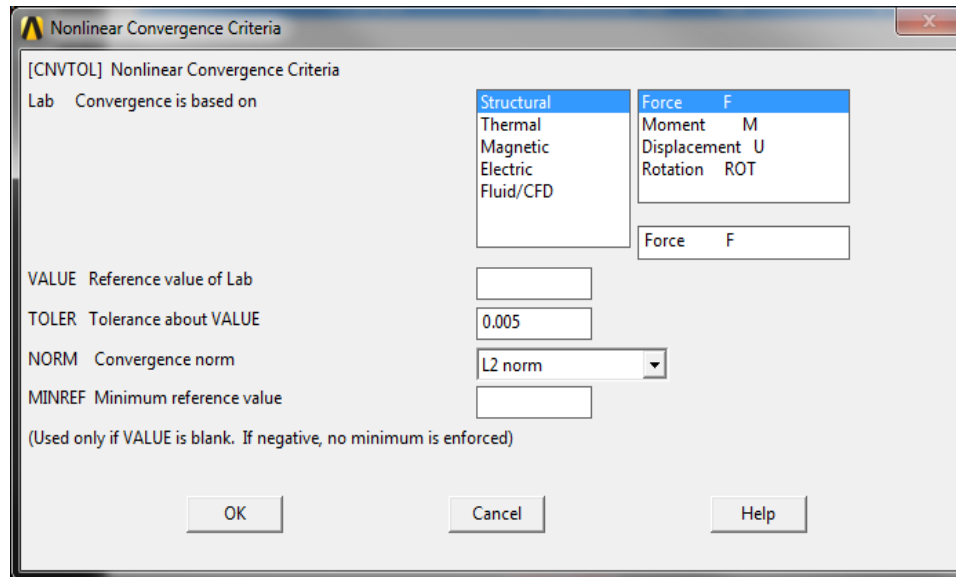 Nonlinear Convergence Criteria
X
[CNVTOL] Nonlinear Convergence Criteria
Lab Convergence is based on
Structural
Thermal
Magnetic
Electric
Fluid/CFD
Force F
Moment M
Displacement U
Rotation ROT
Force F
VALUE Reference value of Lab
TOLER Tolerance about VALUE
0.005
NORM Convergence norm
L2 norm
MINREF Minimum reference value
(Used only if VALUE is blank. If negative, no minimum is enforced)
OK Cancel Help